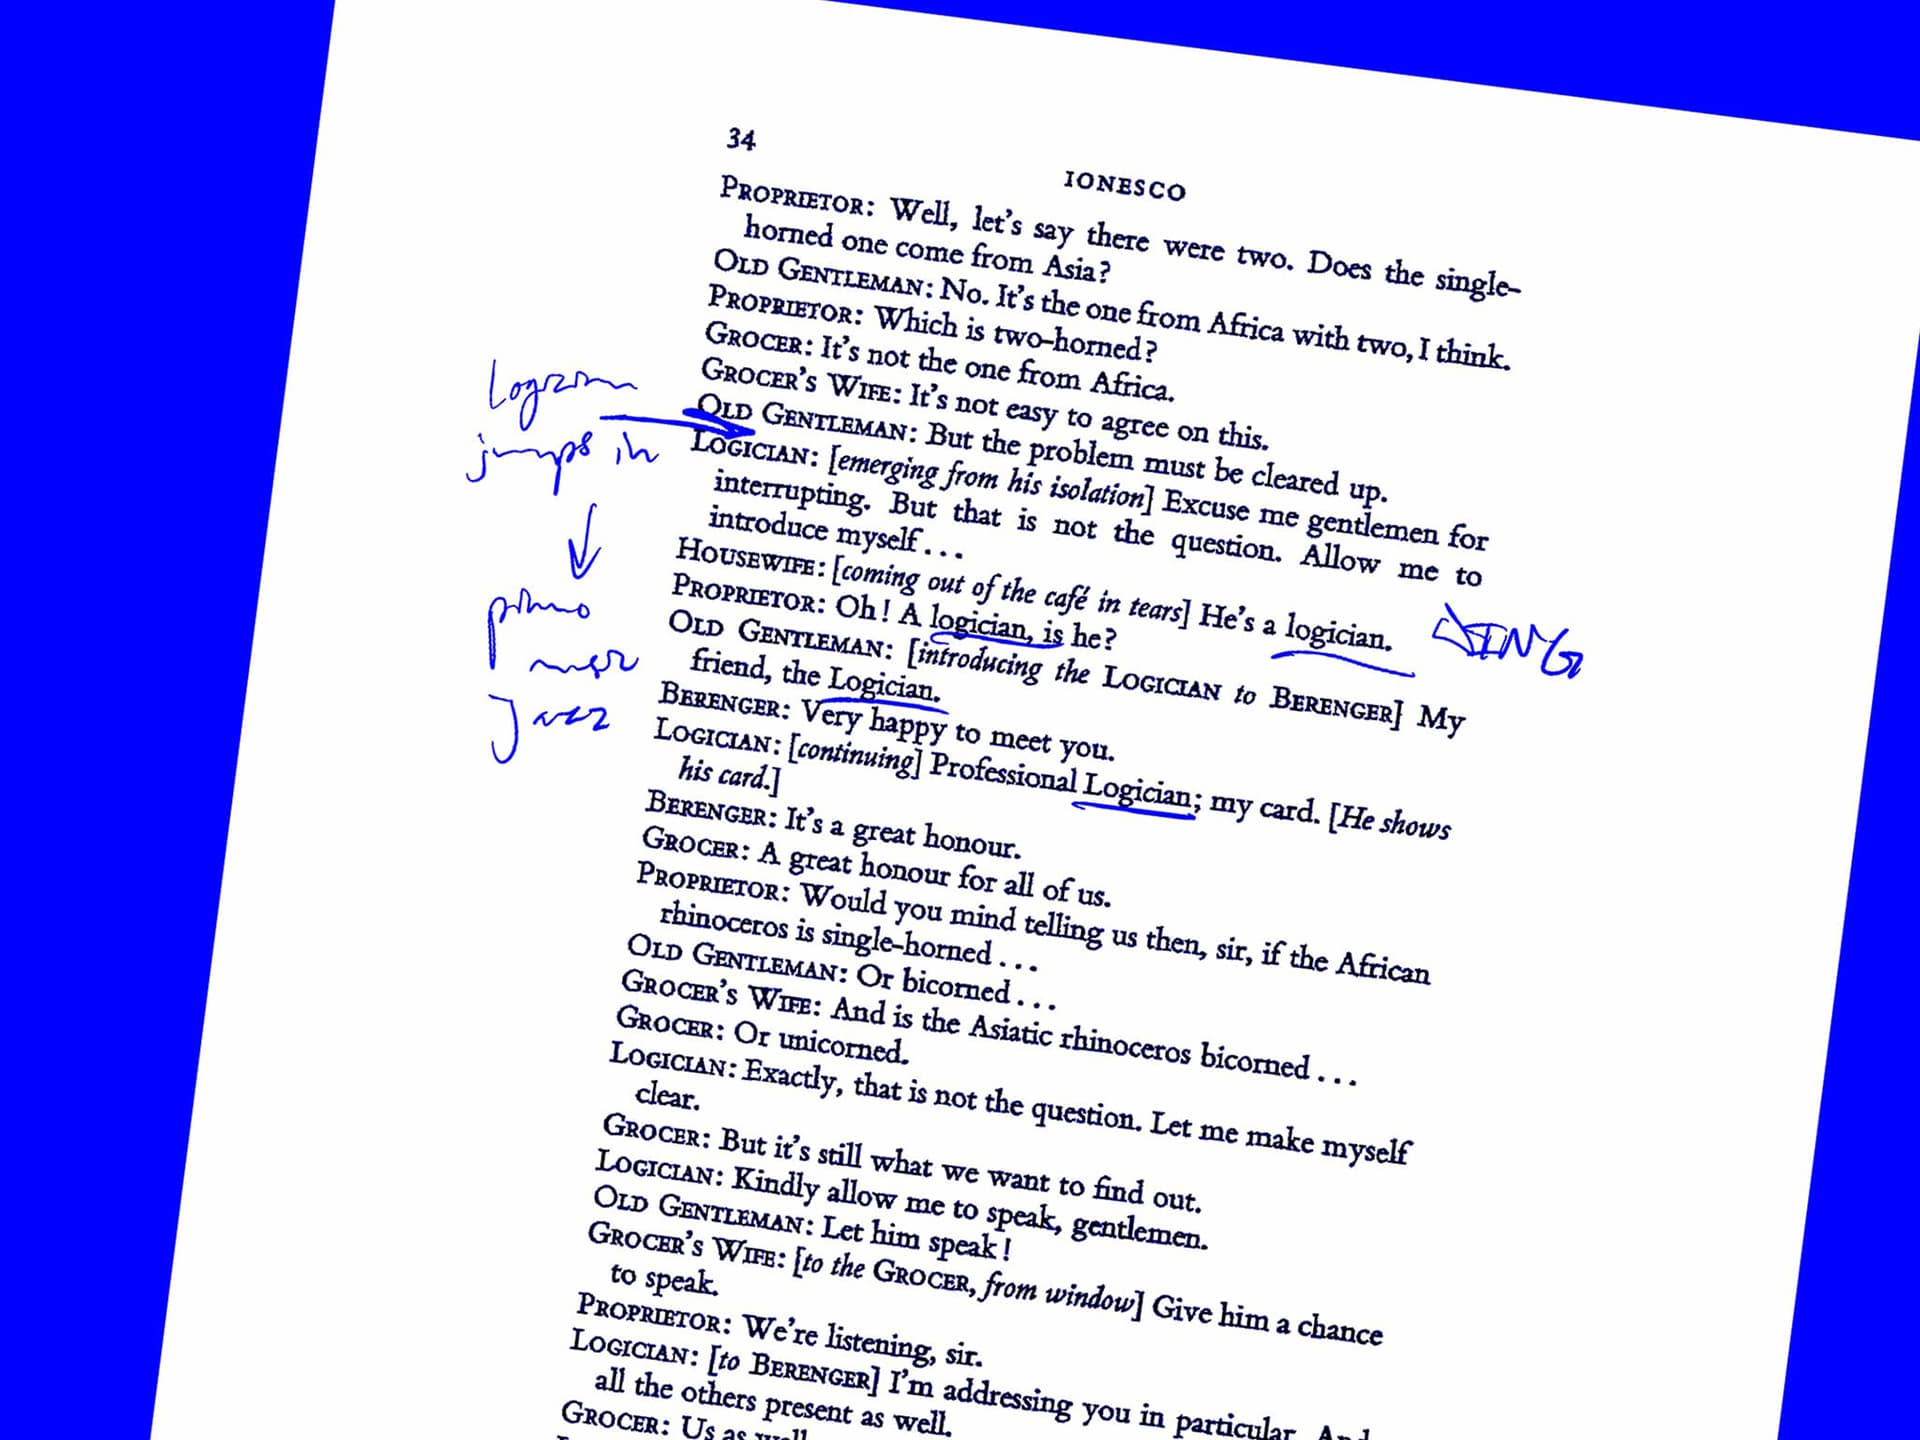 34
IONESCO
PROPRIETOR: Well, let's say there were two. Does the single-
horned one come from Asia?
OLD GENTLEMAN: No. It's the one from Africa with two, I think.
PROPRIETOR: Which is two-horned?
GROCER: It's not the one from Africa.
GROCER'S WIFE: It's not easy to agree on this.
OLD GENTLEMAN: But the problem must be cleared up.
LOGICIAN: [emerging from his isolation] Excuse me gentlemen for
interrupting. But that is not the question. Allow me to
introduce myself...
HOUSEWIFE: [coming out of the café in tears] He's a logician.
PROPRIETOR: Oh! A logician, is he?
OLD GENTLEMAN: [introducing the LOGICIAN to BERENGER] My
friend, the Logician.
BERENGER: Very happy to meet you.
LOGICIAN: [continuing] Professional Logician; my card. [He shows
his card.]
BERENGER: It's a great honour.
GROCER: A great honour for all of us.
PROPRIETOR: Would you mind telling us then, sir, if the African
rhinoceros is single-horned...
OLD GENTLEMAN: Or bicorned...
GROCER'S WIFE: And is the Asiatic rhinoceros bicorned...
GROCER: Or unicorned.
LOGICIAN: Exactly, that is not the question. Let me make myself
clear.
GROCER: But it's still what we want to find out.
LOGICIAN: Kindly allow me to speak, gentlemen.
OLD GENTLEMAN: Let him speak!
GROCER'S WIFE: [to the GROCER, from window] Give him a chance
to speak.
PROPRIETOR: We're listening, sir.
LOGICIAN: [to BERENGER] I'm addressing you in particular. And
all the others present as well.
GROCER: Us as well
jumps in
piano
Jazz
DING